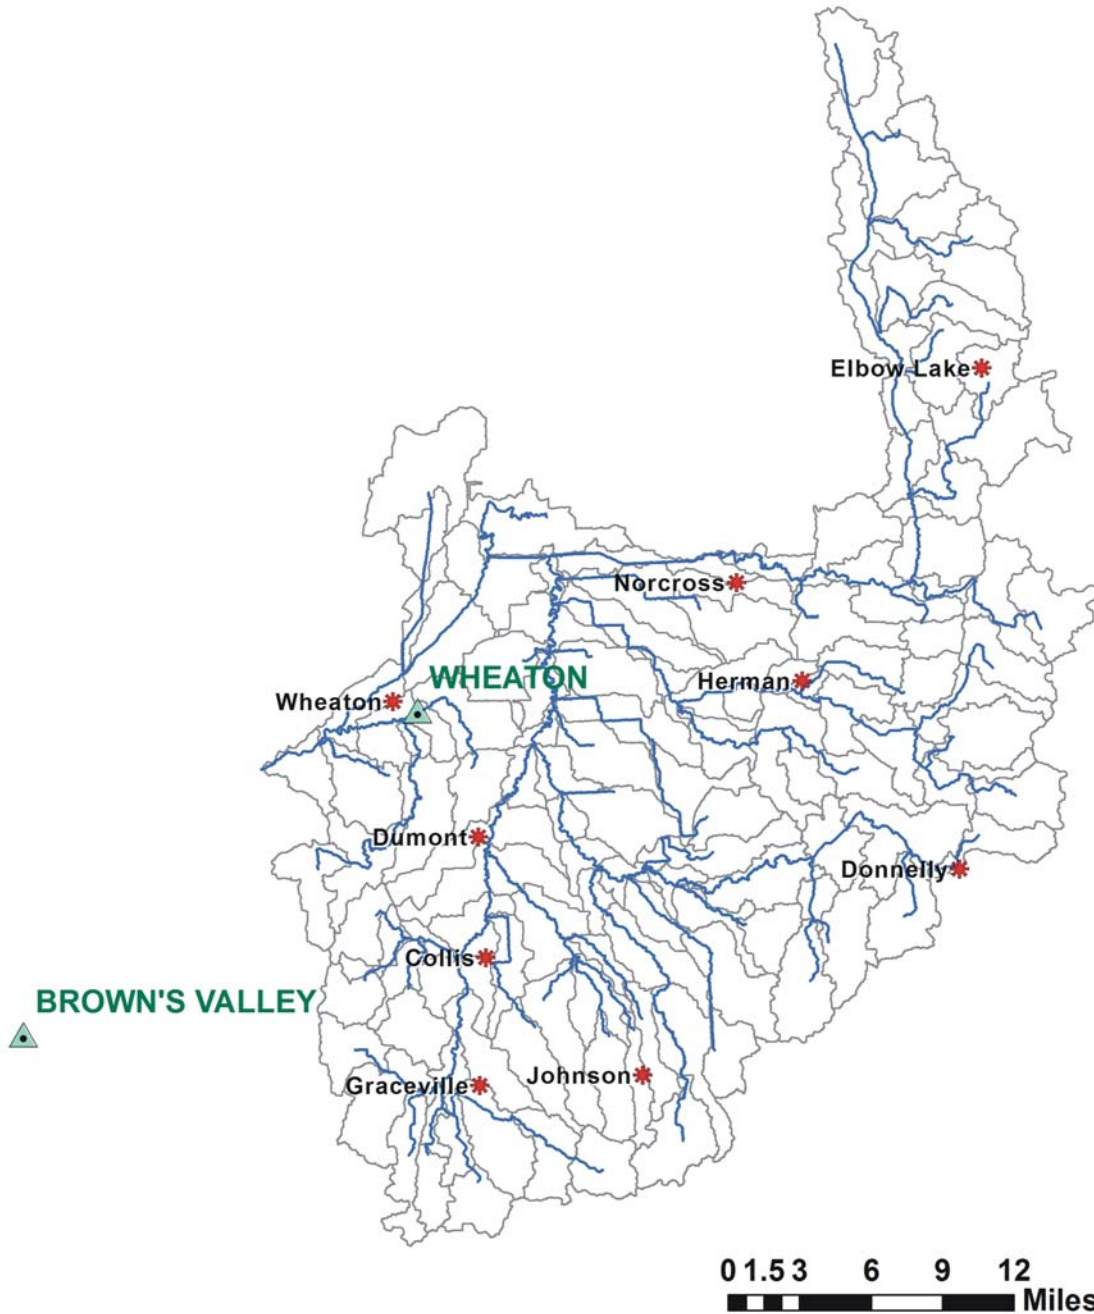 Elbow Lake
Norcross
WHEATON
Herman
Wheaton
Dumont
Donnelly
Collis
BROWN'S VALLEY
Johnson
Graceville
0 1.5 3 6 9 12
Miles